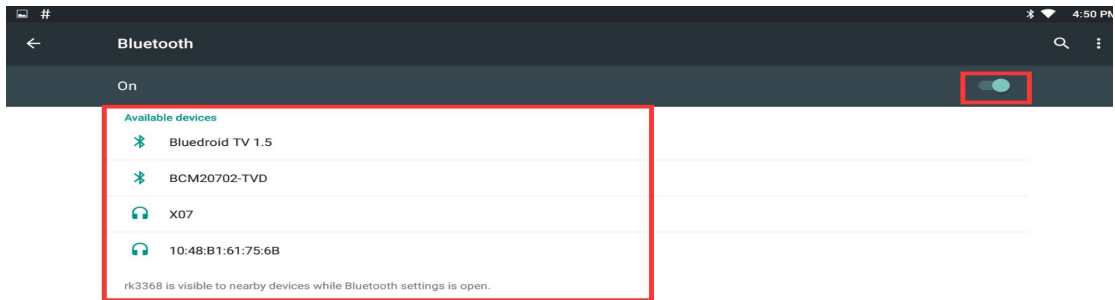 #
4:50 PM
Bluetooth
On
Available devices
Bluedroid TV 1.5
BCM20702-TVD
X07
10:48:B1:61:75:6B
rk3368 is visible to nearby devices while Bluetooth settings is open.